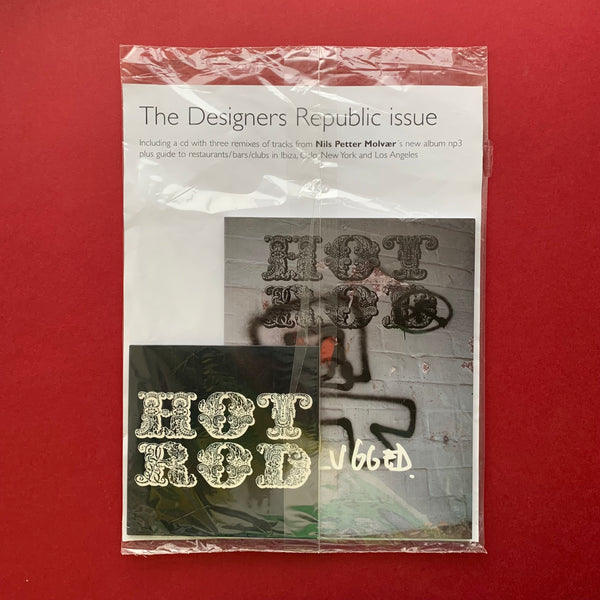 The Designers Republic issue
Including a cd with three remixes of tracks from Nils Petter Molvær´s new album np3
plus guide to restaurants/bars/clubs in Ibiza, Oslo, New York and Los Angeles
HOT
ROD
HOT
ROD
UGGED.